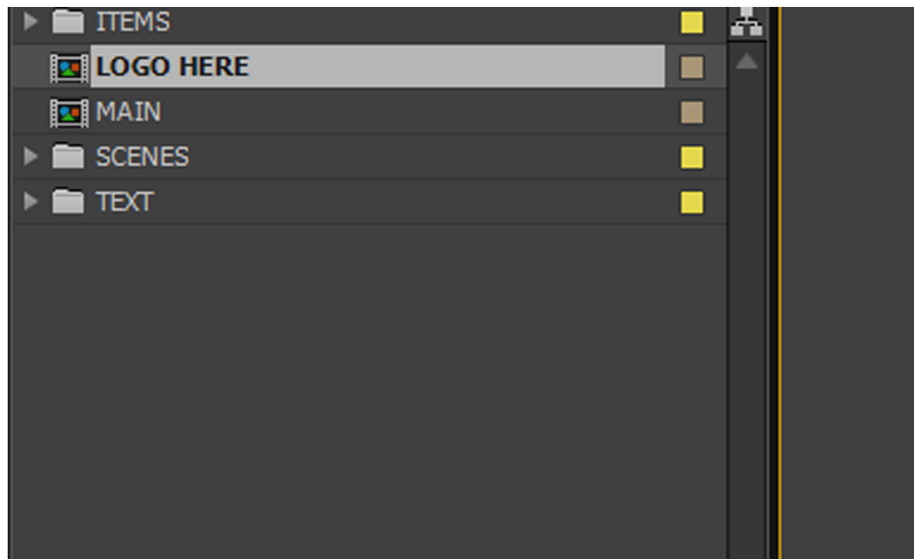 ITEMS
LOGO HERE
MAIN
SCENES
TEXT